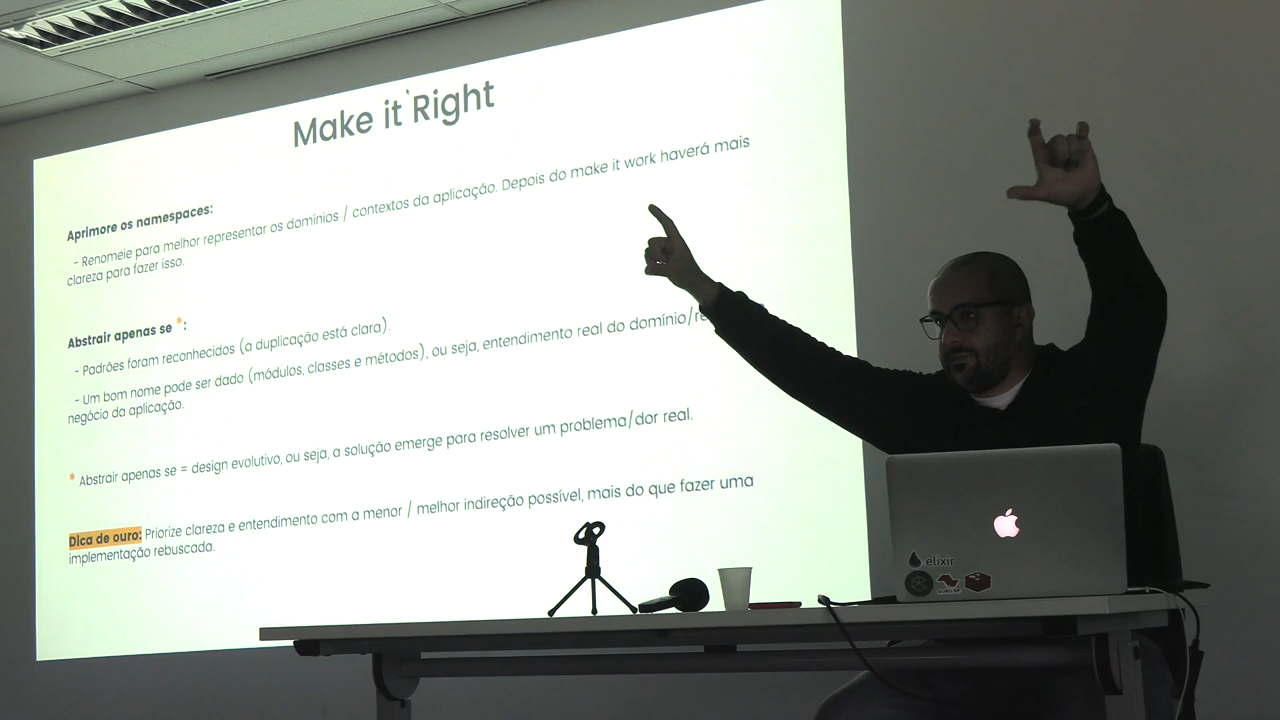 Make it Right
Aprimore os namespaces:
- Renomeie para melhor representar os domínios / contextos da aplicação. Depois do make it work haverá mais
clareza para fazer isso.
Abstrair apenas se *:
- Padrões foram reconhecidos (a duplicação está clara).
- Um bom nome pode ser dado (módulos, classes e métodos), ou seja, entendimento real do domínio/
negócio da aplicação.
* Abstrair apenas se = design evolutivo, ou seja, a solução emerge para resolver um problema/dor real.
Dica de ouro: Priorize clareza e entendimento com a menor / melhor indireção possível, mais do que fazer uma
implementação rebuscada.
elixir